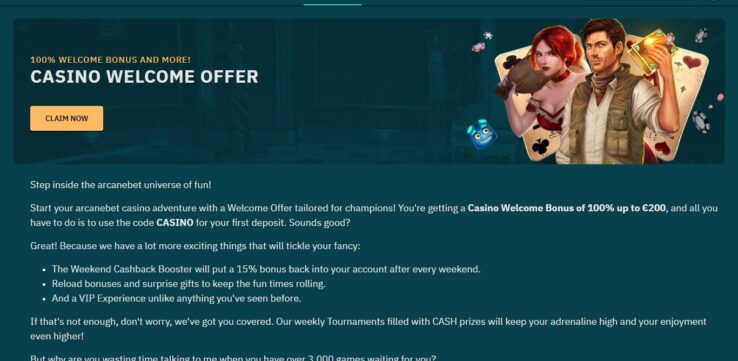 100% WELCOME BONUS AND MORE!
CASINO WELCOME OFFER
CLAIM NOW
Step inside the arcanebet universe of fun!
Start your arcanebet casino adventure with a Welcome Offer tailored for champions! You're getting a Casino Welcome Bonus of 100% up to €200, and all you
have to do is to use the code CASINO for your first deposit. Sounds good?
Great! Because we have a lot more exciting things that will tickle your fancy:
• The Weekend Cashback Booster will put a 15% bonus back into your account after every weekend.
• Reload bonuses and surprise gifts to keep the fun times rolling.
• And a VIP Experience unlike anything you've seen before.
If that's not enough, don't worry, we've got you covered. Our weekly Tournaments filled with CASH prizes will keep your adrenaline high and your enjoyment
even higher!
But why are you wasting time talking to me when you have over 3,000 games waiting for you?